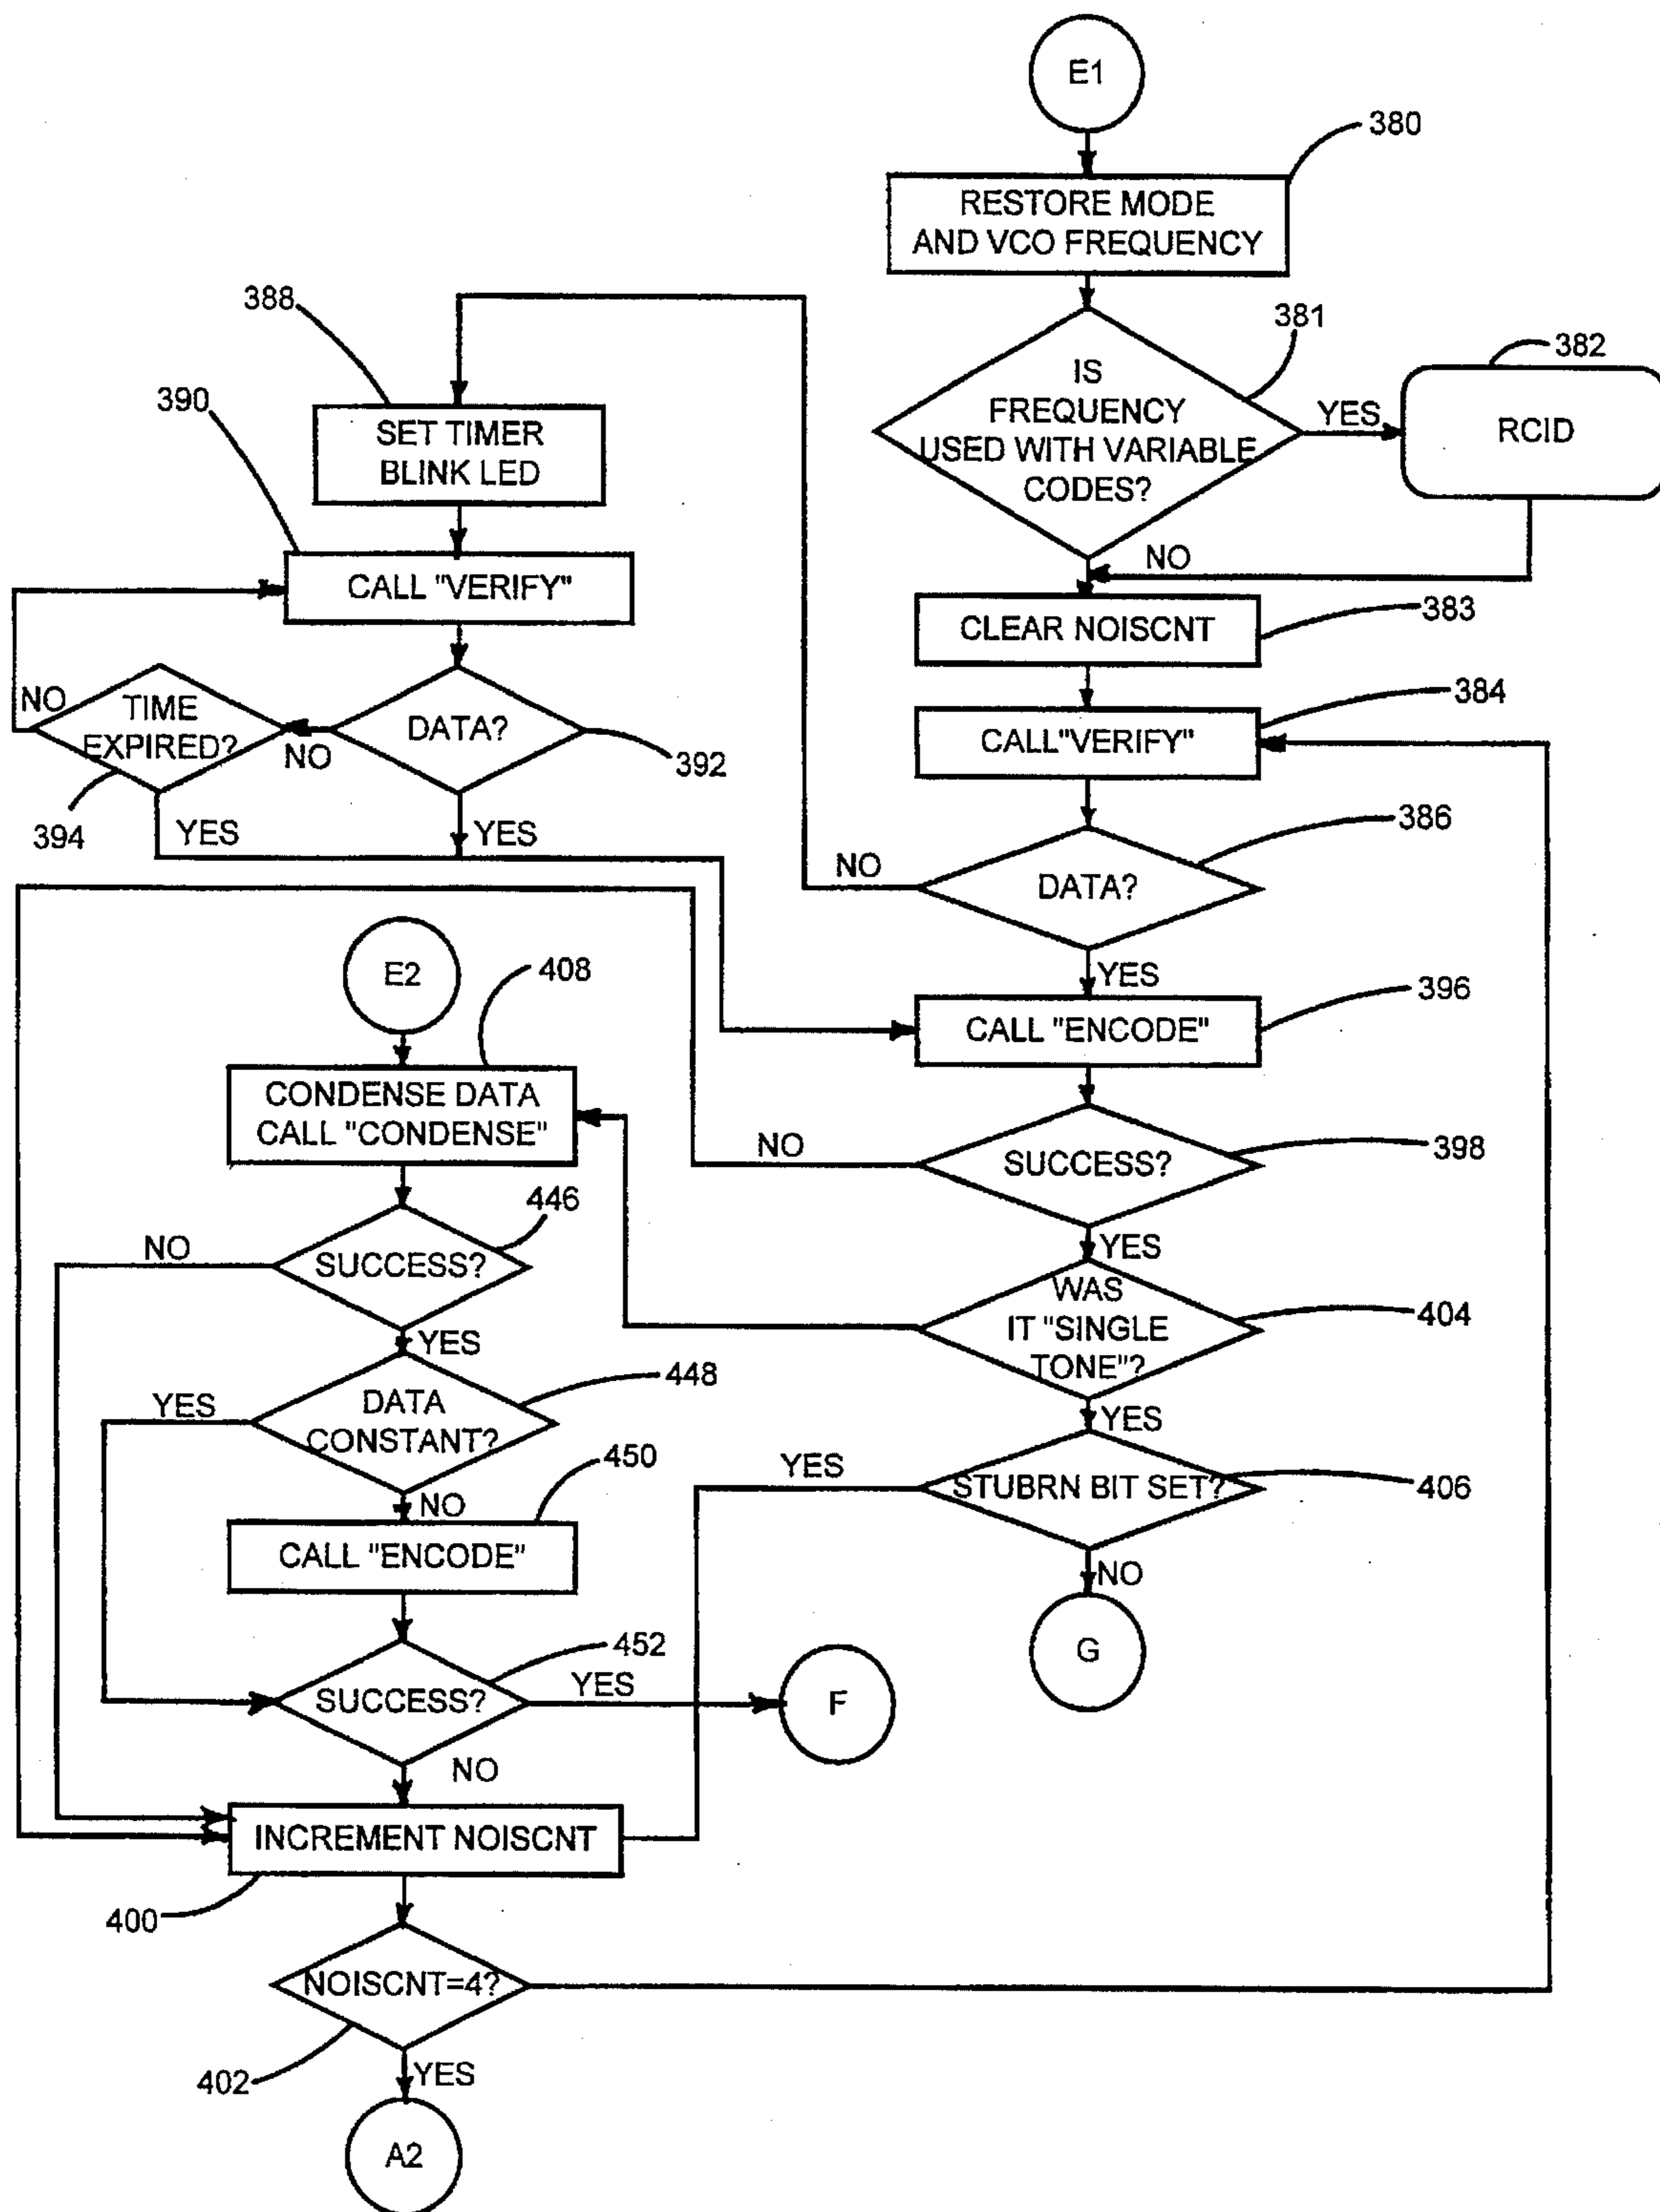 E1
380
RESTORE MODE
AND VCO FREQUENCY
381
IS
FREQUENCY
USED WITH VARIABLE
CODES?
YES
382
RCID
NO
388
SET TIMER
BLINK LED
390
CALL "VERIFY"
383
CLEAR NOISCNT
384
CALL"VERIFY"
NO
TIME
EXPIRED?
NO
DATA?
392
394
YES
YES
386
NO
DATA?
YES
396
CALL "ENCODE"
E2
408
CONDENSE DATA
CALL "CONDENSE"
NO
SUCCESS?
398
YES
446
NO
SUCCESS?
YES
WAS
IT "SINGLE
TONE"?
404
YES
448
YES
DATA
CONSTANT?
NO
450
YES
STUBRN BIT SET?
406
NO
CALL "ENCODE"
G
452
SUCCESS?
YES
F
NO
INCREMENT NOISCNT
400
NOISCNT=4?
402
YES
A2